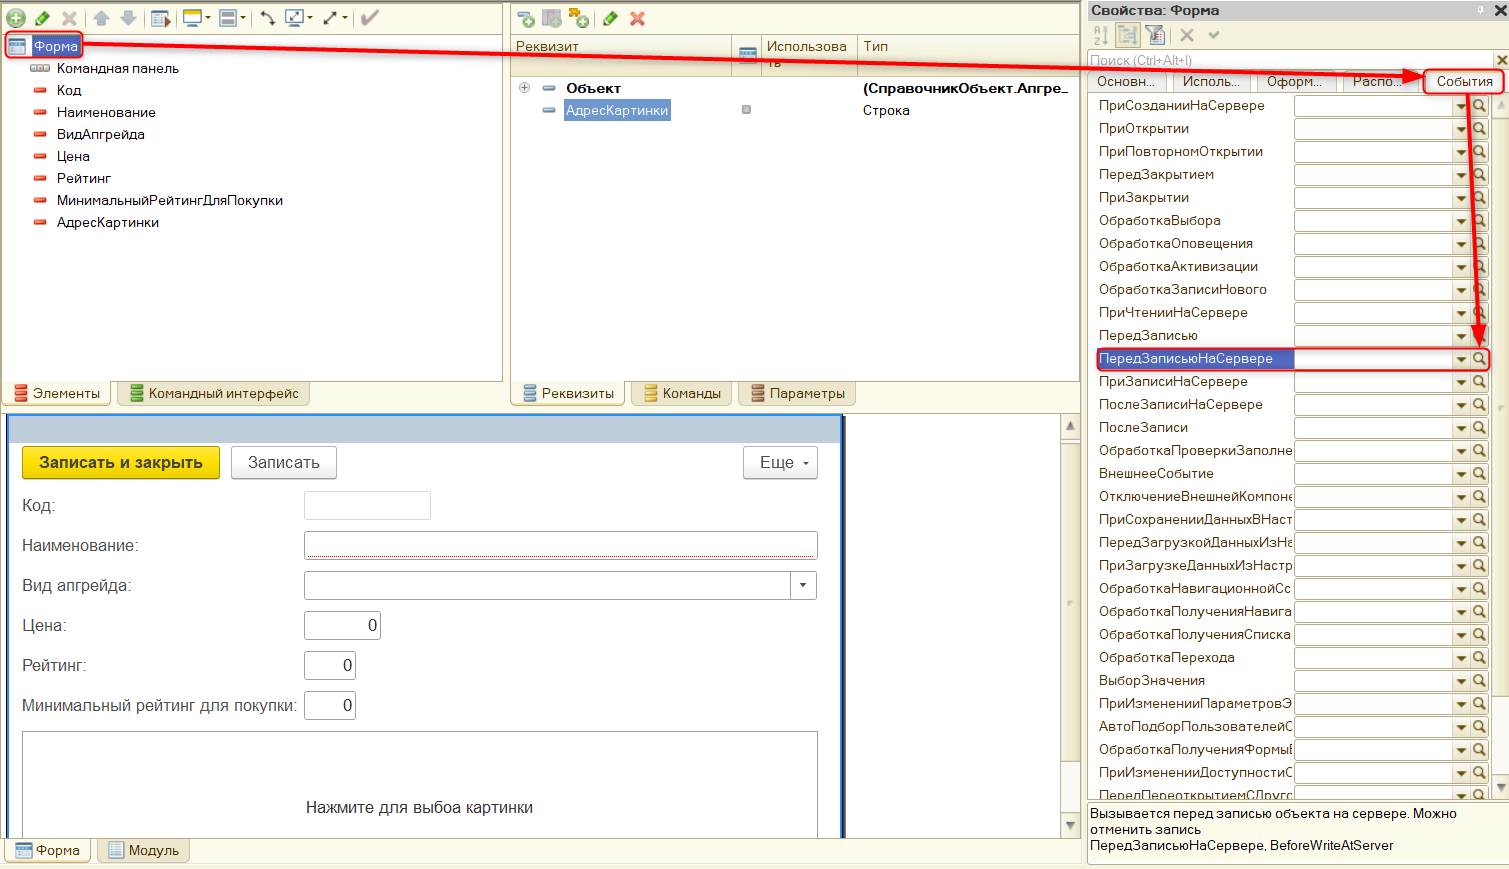 Форма
Командная панель
Код
Наименование
ВидАпгрейда
Цена
Рейтинг
МинимальныйРейтингДляПокупки
АдресКартинки
Элементы
Командный интерфейс
Реквизит
Использова
ть
Тип
Объект
(СправочникОбъект.Апгре...
АдресКартинки
Строка
Реквизиты
Команды
Параметры
Записать и закрыть
Записать
Еще
Код:
Наименование:
Вид апгрейда:
Цена:
0
Рейтинг:
0
Минимальный рейтинг для покупки:
0
Нажмите для выбоа картинки
Форма
Модуль
Свойства: Форма
Поиск (Ctrl+Alt+I)
Основн...
Исполь...
Оформ...
Распо...
События
ПриСозданииНаСервере
ПриОткрытии
ПриПовторномОткрытии
ПередЗакрытием
ПриЗакрытии
ОбработкаВыбора
ОбработкаОповещения
ОбработкаАктивизации
ОбработкаЗаписиНового
ПриЧтенииНаСервере
ПередЗаписью
ПередЗаписьюНаСервере
ПриЗаписиНаСервере
ПослеЗаписиНаСервере
ПослеЗаписи
ОбработкаПроверкиЗаполне
ВнешнееСобытие
ОтключениеВнешнейКомпоне
ПриСохраненииДанныхВНаст
ПередЗагрузкойДанныхИзНа
ПриЗагрузкеДанныхИзНастр
ОбработкаНавигационнойСс
ОбработкаПолученияНавига
ОбработкаПолученияСписка
ОбработкаПерехода
ВыборЗначения
ПриИзмененииПараметровЭ
АвтоПодборПользователейС
ОбработкаПолученияФормыВ
ПриИзмененииДоступностиО
ПередПереоткрытиемСДруго
Вызывается перед записью объекта на сервере. Можно
отменить запись
ПередЗаписьюНаСервере, BeforeWriteAtServer